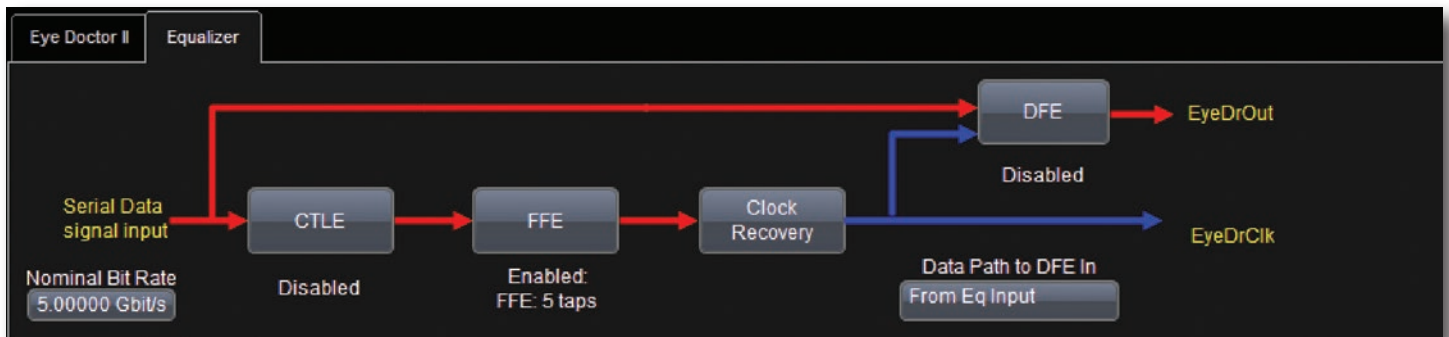 Eye Doctor II
Equalizer
DFE
EyeDrOut
Disabled
Serial Data
signal input
CTLE
FFE
Clock
Recovery
EyeDrClk
Nominal Bit Rate
5.00000 Gbit/s
Disabled
Enabled:
FFE: 5 taps
Data Path to DFE In
From Eq Input